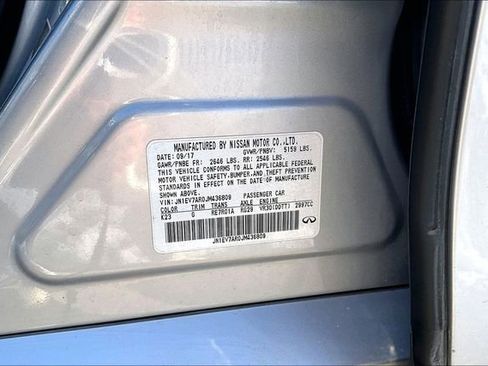 MANUFACTURED BY NISSAN MOTOR CO.,LTD.
DATE: 09/17 GVWR/PNBV: 5159 LBS.
GAWR/PNBE FR: 2646 LBS. RR: 2546 LBS.
THIS VEHICLE CONFORMS TO ALL APPLICABLE FEDERAL
MOTOR VEHICLE SAFETY,BUMPER,AND THEFT PREVENTION
STANDARDS IN EFFECT ON THE DATE OF MANUFACTURE
SHOWN ABOVE.
VIN: JN1EV7AR0JM436809 PASSENGER CAR
COLOR TRIM TRANS AXLE ENGINE
K23 G RE7R01A RG29 VR30(DDTT) 2997CC
JN1EV7AR0JM436809